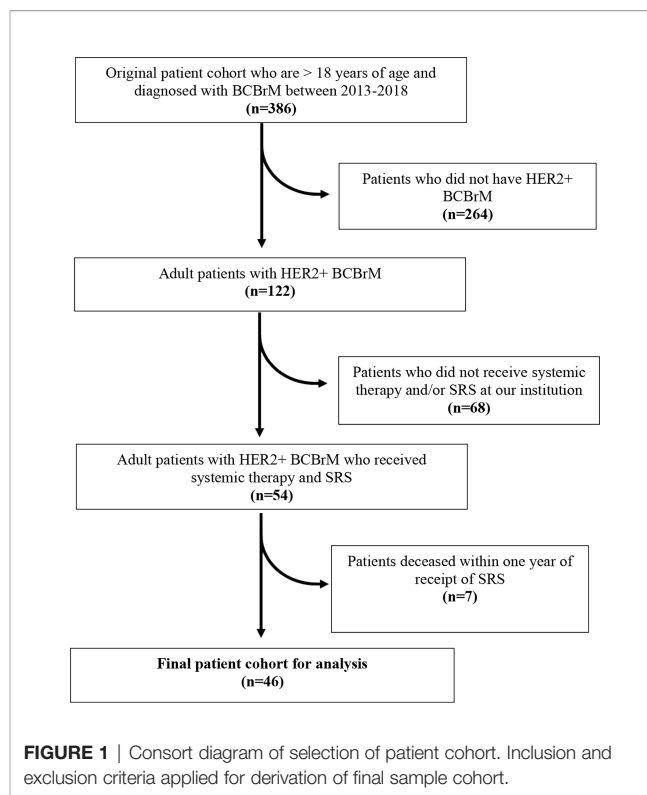 Original patient cohort who are > 18 years of age and
diagnosed with BCBrM between 2013-2018
(n=386)
Patients who did not have HER2+
BCBrM
(n=264)
Adult patients with HER2+ BCBrM
(n=122)
Patients who did not receive systemic
therapy and/or SRS at our institution
(n=68)
Adult patients with HER2+ BCBrM who received
systemic therapy and SRS
(n=54)
Patients deceased within one year of
receipt of SRS
(n=7)
Final patient cohort for analysis
(n=46)
FIGURE 1 | Consort diagram of selection of patient cohort. Inclusion and
exclusion criteria applied for derivation of final sample cohort.